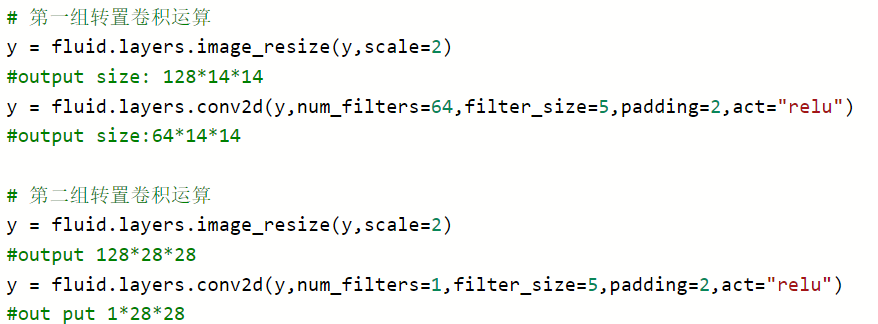 # 第一组转置卷积运算
y = fluid.layers.image_resize(y,scale=2)
#output size: 128*14*14
y = fluid.layers.conv2d(y,num_filters=64,filter_size=5,padding=2,act="relu")
#output size:64*14*14
# 第二组转置卷积运算
y = fluid.layers.image_resize(y,scale=2)
#output 128*28*28
y = fluid.layers.conv2d(y,num_filters=1,filter_size=5,padding=2,act="relu")
#out put 1*28*28